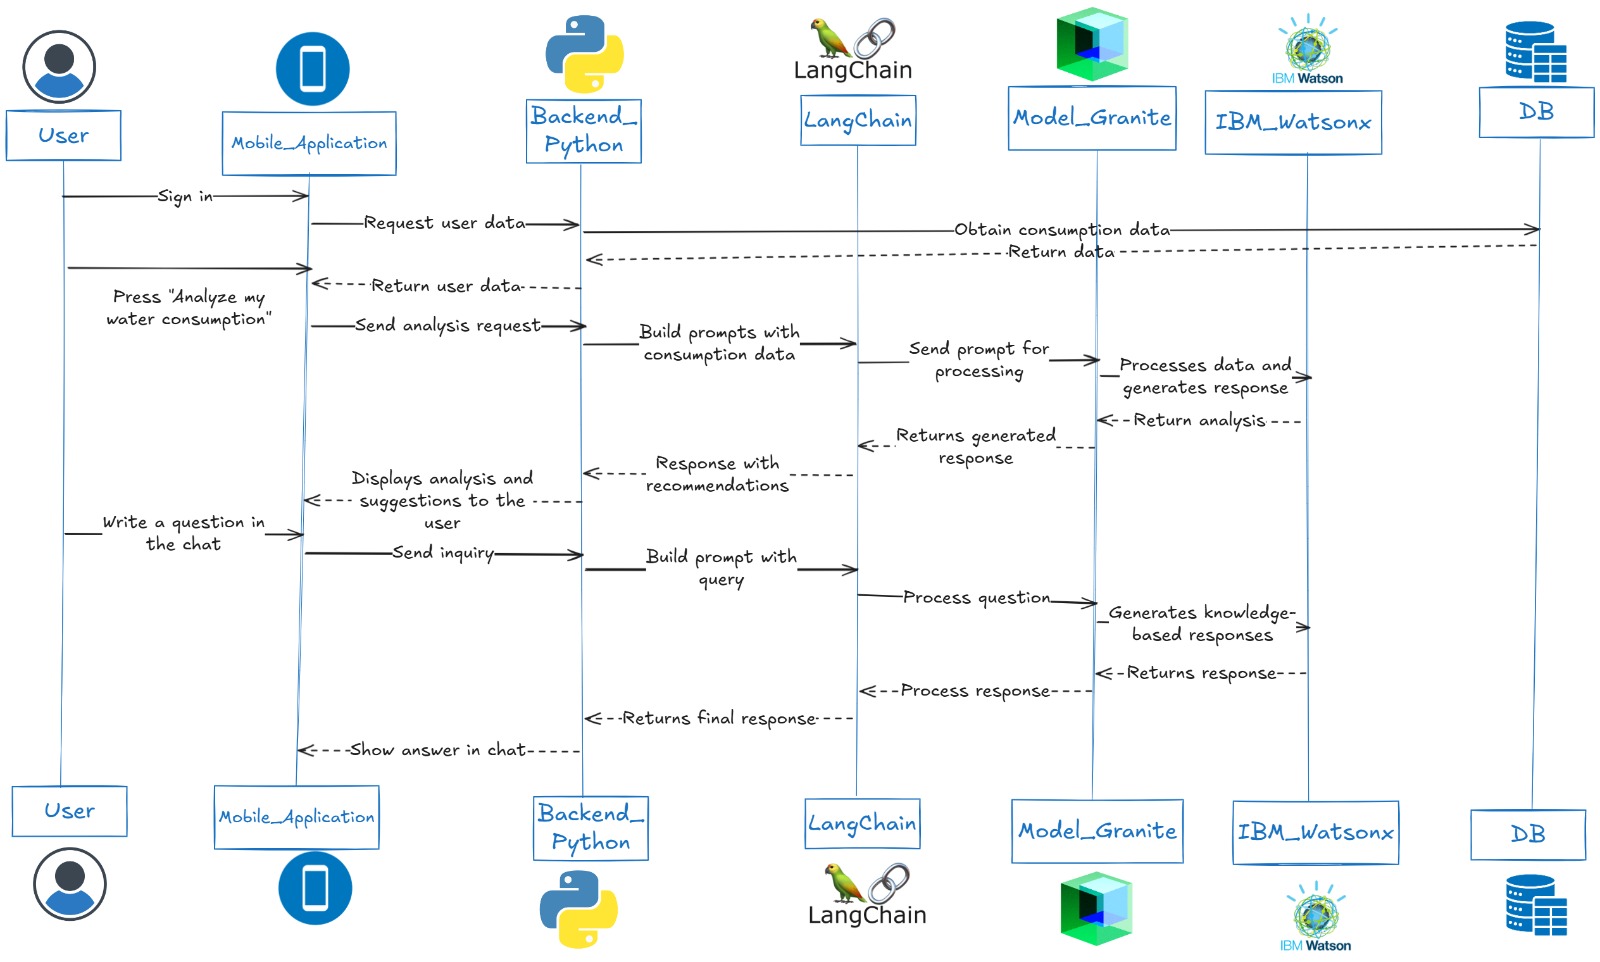 LangChain
IBM Watson
User
Mobile_Application
Backend_
Python
LangChain
Model_Granite
IBM_Watsonx
DB
Sign in
Request user data
Obtain consumption data
Return data
Return user data
Press "Analyze my
water consumption"
Send analysis request
Build prompts with
consumption data
Send prompt for
processing
Processes data and
generates response
Return analysis
Returns generated
response
Response with
recommendations
Displays analysis and
suggestions to the
user
Write a question in
the chat
Send inquiry
Build prompt with
query
Process question
Generates knowledge-
based responses
Returns response
Process response
Returns final response
Show answer in chat
User
Mobile_Application
Backend_
Python
LangChain
Model_Granite
IBM_Watsonx
DB
LangChain
IBM Watson